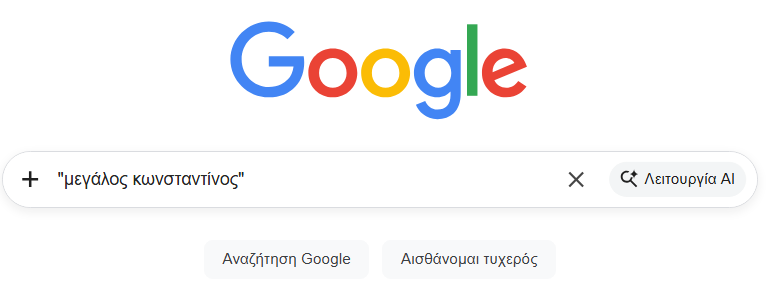 Google
"μεγάλος κωνσταντίνος" Λειτουργία AI
Αναζήτηση Google Αισθάνομαι τυχερός